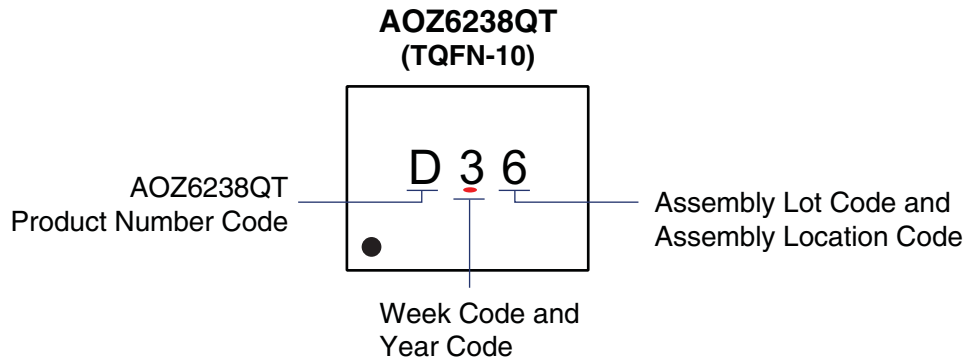 AOZ6238QT
(TQFN-10)
D 3 6
AOZ6238QT
Product Number Code
Assembly Lot Code and
Assembly Location Code
Week Code and
Year Code